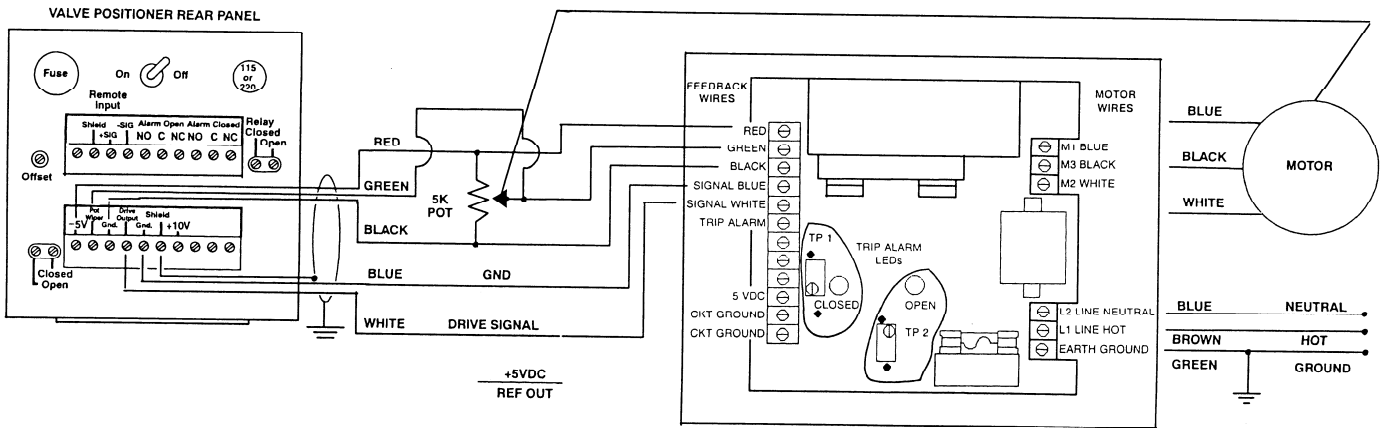 VALVE POSITIONER REAR PANEL
Fuse
On
Off
115
or
220
Remote
Input
Shield
+SIG
-SIG
Alarm Open
NO C NC
Alarm Closed
NO C NC
Relay
Closed
Open
Offset
-5V
Pot
Wiper
Gnd.
Drive
Output
Gnd.
Shield
+10V
Closed
Open
RED
GREEN
BLACK
BLUE
GND
WHITE
DRIVE SIGNAL
5K
POT
+5VDC
REF OUT
FEEDBACK
WIRES
RED
GREEN
BLACK
SIGNAL BLUE
SIGNAL WHITE
TRIP ALARM
5 VDC
CKT GROUND
CKT GROUND
TP 1
CLOSED
TRIP ALARM
LEDs
OPEN
TP 2
MOTOR
WIRES
M1 BLUE
M3 BLACK
M2 WHITE
L2 LINE NEUTRAL
L1 LINE HOT
EARTH GROUND
BLUE
BLACK
WHITE
MOTOR
BLUE
NEUTRAL
BROWN
HOT
GREEN
GROUND